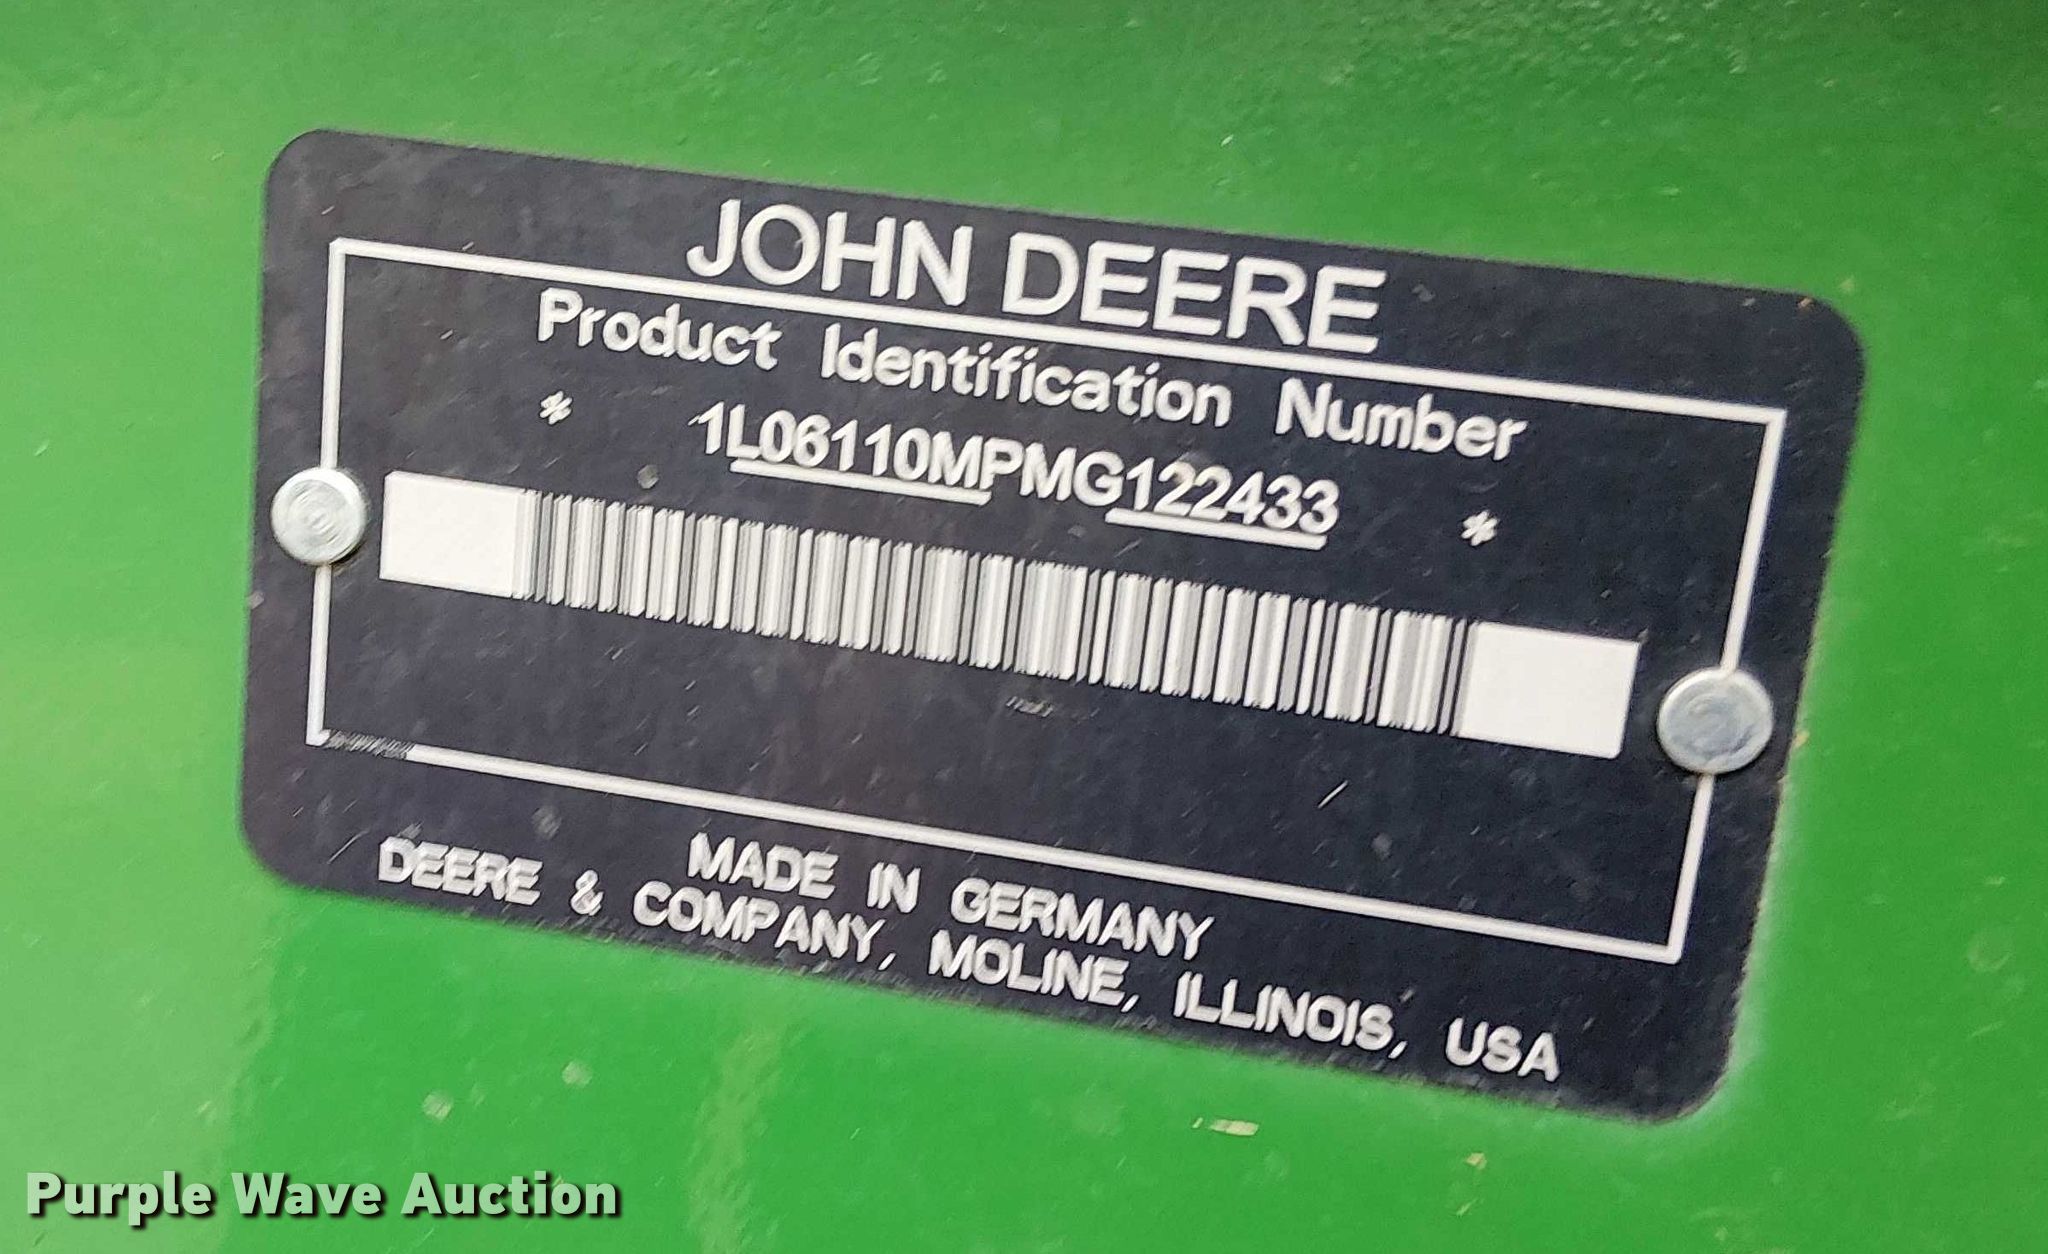 JOHN DEERE
Product Identification Number
* 1L06110MPMG122433 *
MADE IN GERMANY
DEERE & COMPANY, MOLINE, ILLINOIS, USA
Purple Wave Auction